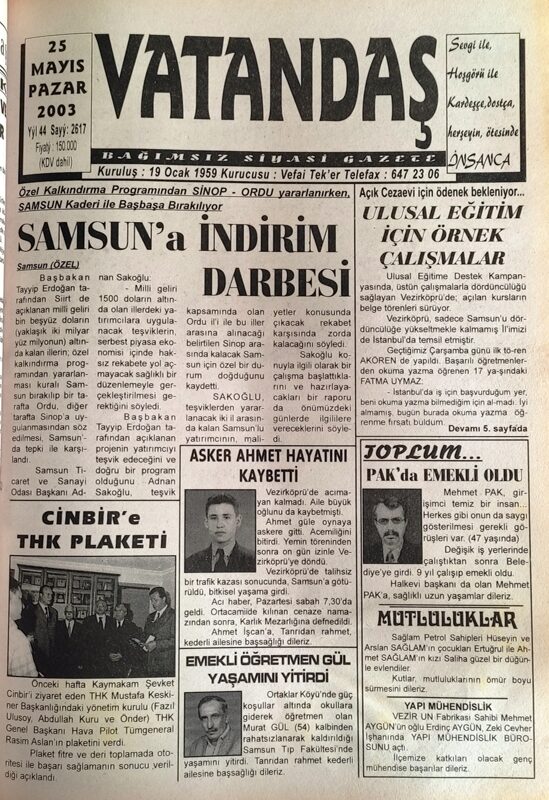 25
MAYIS
PAZAR
2003
Yýl 44 Sayý: 2617
Fiyatý: 150.000
(KDV dahil)
VATANDAŞ
Sevgi ile,
Hoşgörü ile
Kardeşçe,dostça,
herşeyin, ötesinde
ÖNSANCA
BAĞIMSIZ SİYASİ GAZETE
Kuruluş : 19 Ocak 1959 Kurucusu : Vefai Tek'er Telefax : 647 23 06
Özel Kalkındırma Programından SİNOP - ORDU yararlanırken,
SAMSUN Kaderi ile Başbaşa Bırakılıyor
SAMSUN'a İNDİRİM
DARBESİ
Samsun (ÖZEL)
Başbakan
Tayyip Erdoğan ta-
rafından Siirt de
açıklanan milli geliri
bin beşyüz doların
(yaklaşık iki milyar
yüz milyonun) altın-
da kalan illerin; özel
kalkındırma prog-
ramından yararlan-
ması kuralı Sam-
sun bırakılıp bir ta-
rafta Ordu, diğer
tarafta Sinop'a uy-
gulanmasından söz
edilmesi. Samsun'-
da tepki ile karşı-
landı.
Samsun Tic-
aret ve Sanayi
Odası Başkanı Ad-
nan Sakoğlu:
- Milli geliri
1500 doların altın-
da olan illerdeki ya-
tırımcılara uygula-
nacak teşviklerin,
serbest piyasa eko-
nomisi içinde hak-
sız rekabete yol aç-
mayacak sağlıklı bir
düzenlemeyle ger-
çekleştirilmesi ge-
rektiğini söyledi.
Başbakan
Tayyip Erdoğan ta-
rafından açıklanan
projenin yatırımcıyı
teşvik edeceğini ve
doğru bir program
olduğunu Adnan
Sakoğlu, teşvik
kapsamında olan
Ordu ili'i ile bu iller
arasına alınacağı
belirtilen Sinop ara-
sında kalacak Sam-
sun için özel bir du-
rum doğduğunu
kaydetti.
SAKOĞLU,
teşviklerden yarar-
lanacak iki il arasın-
da kalan Samsun'lu
yatırımcının, mali-
yetler konusunda
çıkacak rekabet
karşısında zorda
kalacağını söyledi.
Sakoğlu ko-
nuyla ilgili olarak bir
çalışma başlattıkla-
rını ve hazırlaya-
cakları bir raporu
da önümüzdeki
günlerde ilgililere
vereceklerini söyle-
di.
Açık Cezaevi için ödenek bekleniyor...
ULUSAL EĞİTİM
İÇİN ÖRNEK
ÇALIŞMALAR
Ulusal Eğitime Destek Kampan-
yasında, üstün çalışmalarla dördüncülüğü
sağlayan Vezirköprü'de; açılan kursların
belge törenleri sürüyor.
Vezirköprü, sadece Samsun'u dör-
düncülüğe yükseltmekle kalmamış İl'imizi
de İstanbul'da temsil etmiştir.
Geçtiğimiz Çarşamba günü ilk tö-ren
AKÖREN de yapıldı. Başarılı öğretmenler-
den okuma yazma öğrenen 17 yaşındaki
FATMA UYMAZ:
- İstanbul'da iş için başvurduğum yer,
beni okuma yazma bilmediğim için al-madı. İyi
almamış, bugün burada okuma yazma öğ-
renme fırsatı buldum. Devamı 5. sayfada
ASKER AHMET HAYATINI
KAYBETTİ
Vezirköprü'de acıma-
yan kalmadı. Aile büyük
oğlunu da kaybetmişti.
Ahmet güle oynaya
askere gitti. Acemiliğini
bitirdi. Yemin töreninden
sonra on gün izinle Vezir-
köprü'ye döndü.
Vezirköprü'de talihsiz
bir trafik kazası sonucunda, Samsun'a götü-
rüldü, bitkisel yaşama girdi.
Acı haber, Pazartesi sabah 7,30'da
geldi. Ortacamiide kılınan cenaze nama-
zından sonra, Karlık Mezarlığına defnedildi.
Ahmet İşcan'a, Tanrıdan rahmet,
kederli ailesine başsağlığı dileriz.
CİNBİR'e
THK PLAKETİ
Önceki hafta Kaymakam Şevket
Cinbir'i ziyaret eden THK Mustafa Keski-
ner Başkanlığındaki yönetim kurulu (Fazıl
Ulusoy, Abdullah Kuru ve Önder) THK
Genel Başkanı Hava Pilot Tümgeneral
Rasim Aslan'ın plaketini verdi.
Plaket fitre ve deri toplamada oto-
ritesi ile başarı sağlamanın sonucu veril-
diği açıklandı.
EMEKLİ ÖĞRETMEN GÜL
YAŞAMINI YİTİRDİ
Ortaklar Köyü'nde güç
koşullar altında okullara
giderek öğretmen olan
Murat GÜL (54) kalbinden
rahatsızlanarak kaldırıldığı
Samsun Tıp Fakültesi'nde
yaşamını yitirdi. Tanrıdan rahmet kederli
ailesine başsağlığı dileriz.
TOPLUM...
PAK'da EMEKLİ OLDU
Mehmet PAK, gir-
işimci temiz bir insan...
Herkes gibi onun da saygı
gösterilmesi gerekli görü-
şleri var. (47 yaşında)
Değişik iş yerlerinde
çalıştıktan sonra Bele-
diye'ye girdi. 9 yıl çalışıp emekli oldu.
Halkevi başkanı da olan Mehmet
PAK'a, sağlıklı uzun yaşamlar dileriz.
MUTLULUKLAR
Sağlam Petrol Sahipleri Hüseyin ve
Arslan SAĞLAM'ın çocukları Ertuğrul ile Ah-
met SAĞLAM'ın kızı Saliha güzel bir düğün-
le evlendiler.
Kutlar, mutluluklarının ömür boyu
sürmesini dileriz.
YAPI MÜHENDİSLİK
VEZİR UN Fabrikası Sahibi Mehmet
AYGÜN'ün oğlu Erdinç AYGÜN, Zeki Cevher
İşhanında YAPI MÜHENDİSLİK BÜRO-
SUNU açtı.
İlçemize katkıları olacak genç
mühendise başarılar dileriz.